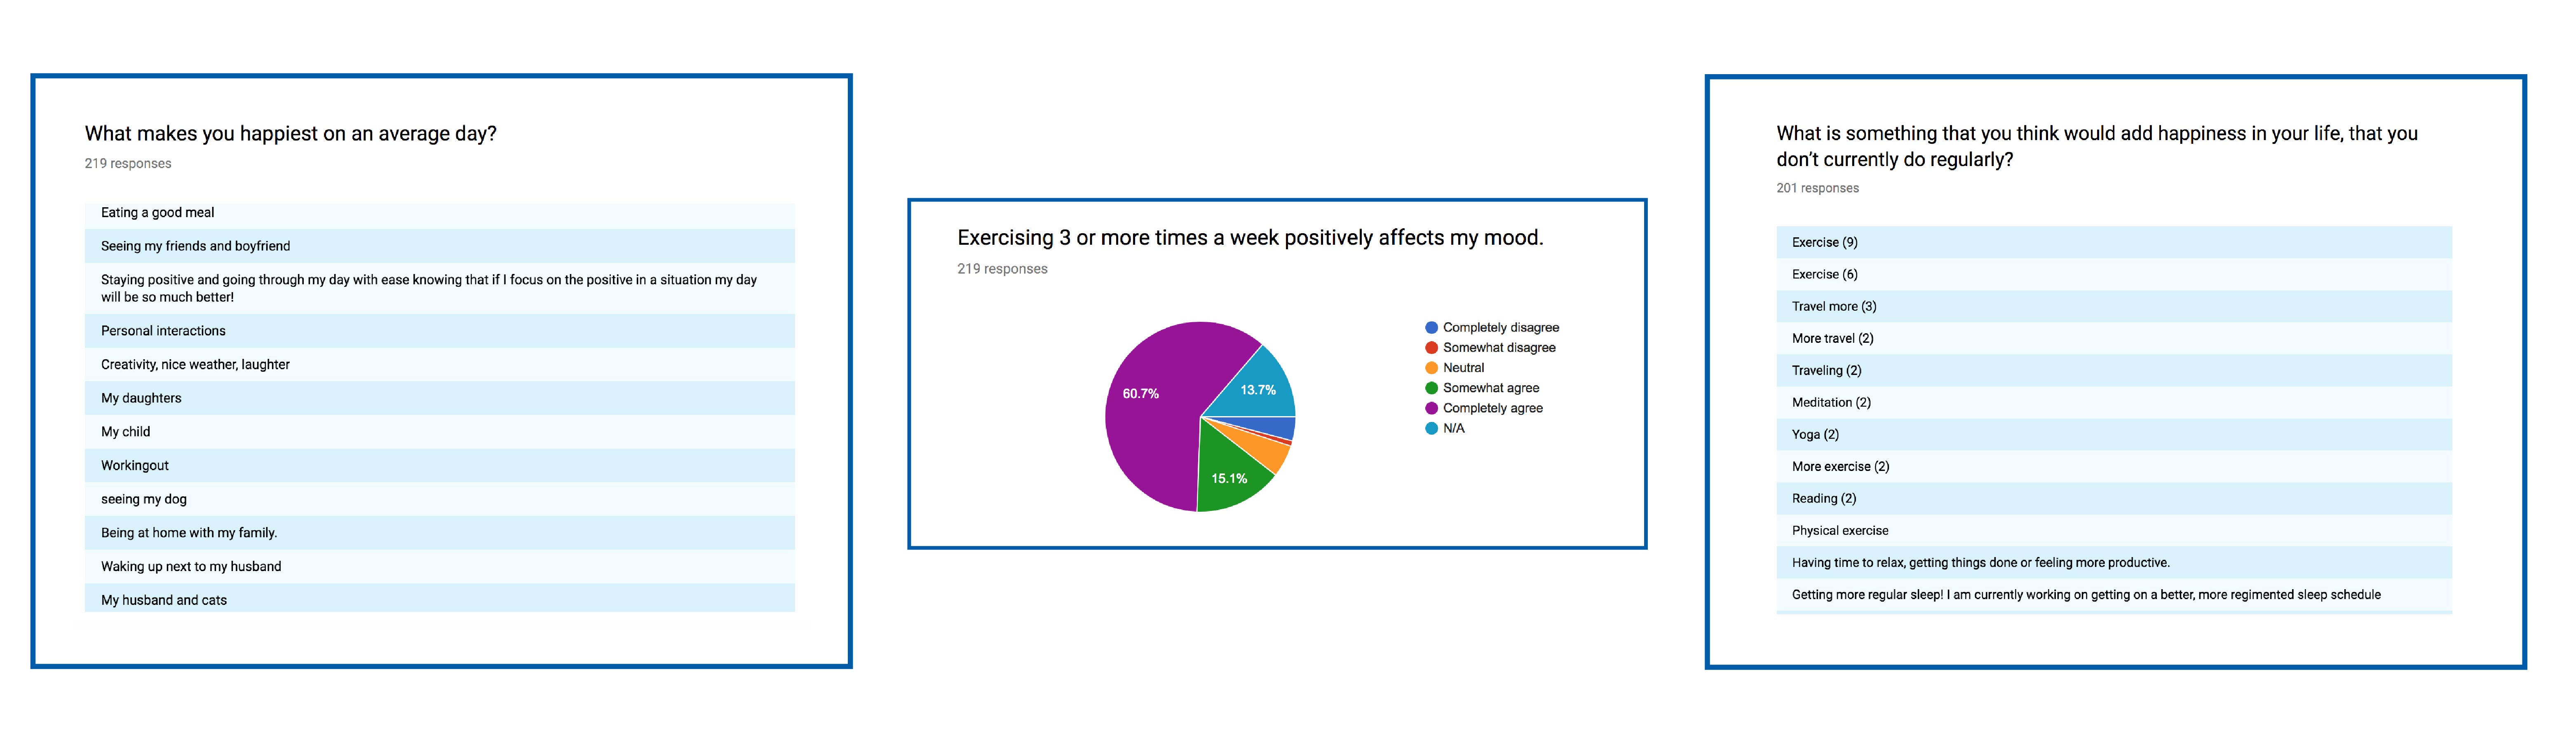 What makes you happiest on an average day?
219 responses
Eating a good meal
Seeing my friends and boyfriend
Staying positive and going through my day with ease knowing that if I focus on the positive in a situation my day
will be so much better!
Personal interactions
Creativity, nice weather, laughter
My daughters
My child
Workingout
seeing my dog
Being at home with my family.
Waking up next to my husband
My husband and cats
Exercising 3 or more times a week positively affects my mood.
219 responses
60.7%
13.7%
15.1%
Completely disagree
Somewhat disagree
Neutral
Somewhat agree
Completely agree
N/A
What is something that you think would add happiness in your life, that you
don't currently do regularly?
201 responses
Exercise (9)
Exercise (6)
Travel more (3)
More travel (2)
Traveling (2)
Meditation (2)
Yoga (2)
More exercise (2)
Reading (2)
Physical exercise
Having time to relax, getting things done or feeling more productive.
Getting more regular sleep! I am currently working on getting on a better, more regimented sleep schedule